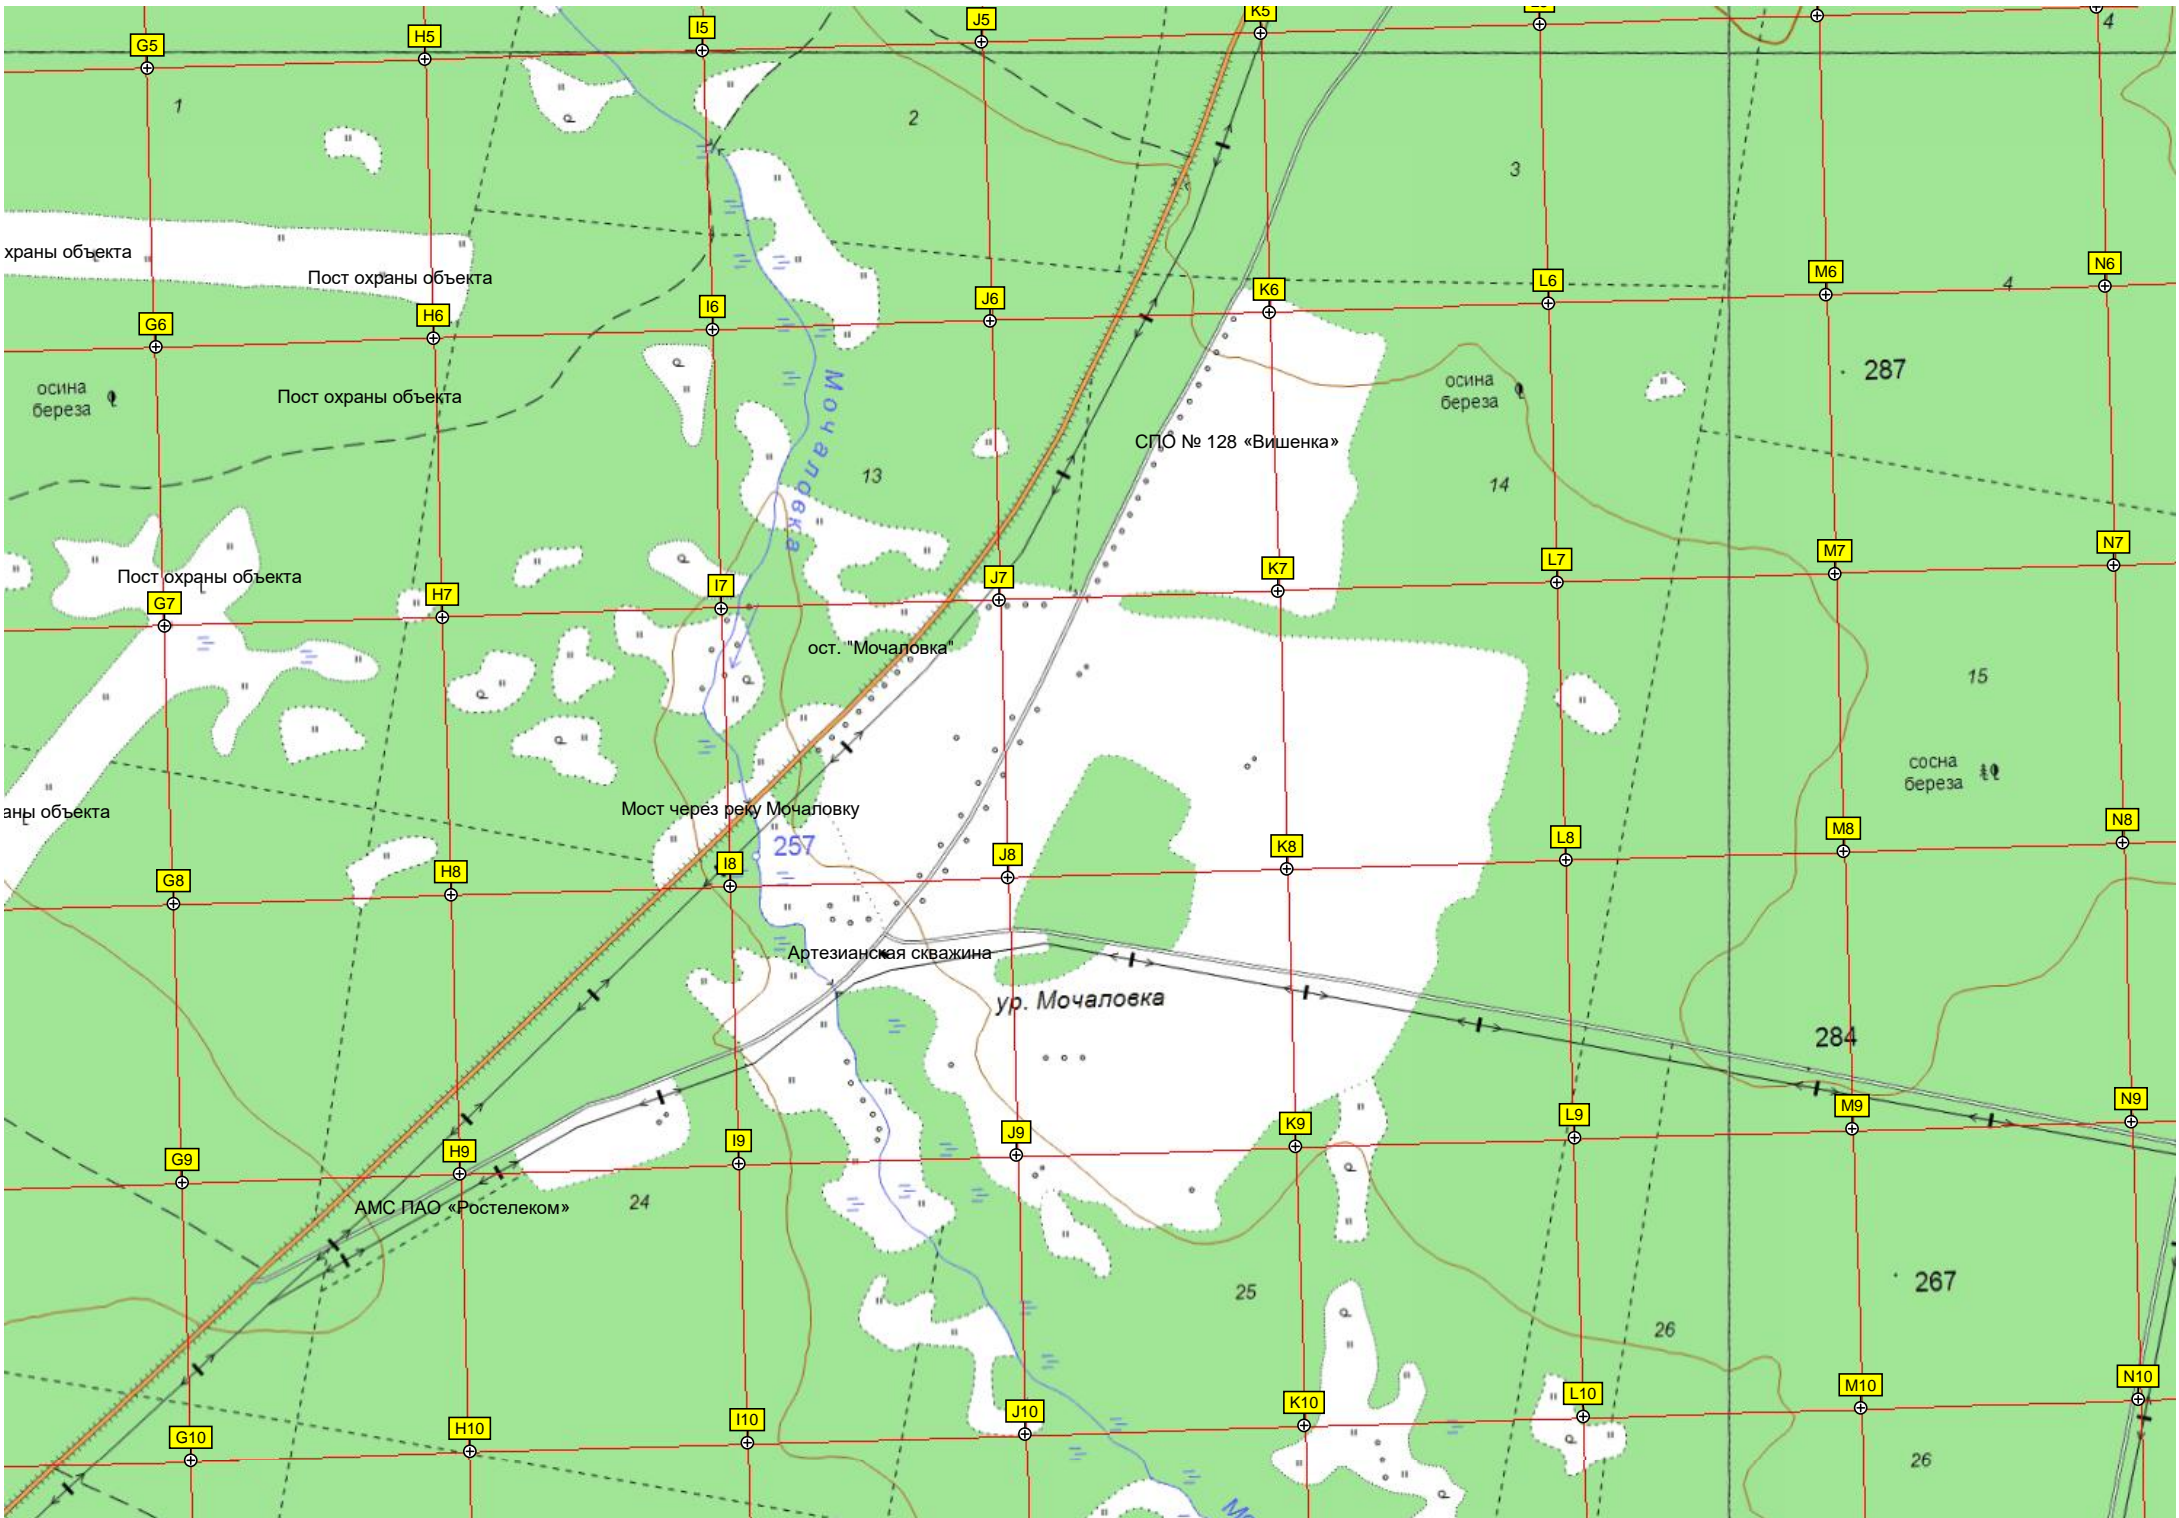 G5
H5
I5
J5
K5
4
1
2
3
храны объекта
Пост охраны объекта
G6
H6
I6
J6
K6
L6
M6
N6
4
осина
береза
Пост охраны объекта
Мочаловка
осина
береза
287
СПО № 128 «Вишенка»
13
14
Пост охраны объекта
G7
H7
I7
J7
K7
L7
M7
N7
ост. "Мочаловка"
15
сосна
береза
аны объекта
Мост через реку Мочаловку
257
G8
H8
I8
J8
K8
L8
M8
N8
Артезианская скважина
ур. Мочаловка
284
G9
H9
I9
J9
K9
L9
M9
N9
АМС ПАО «Ростелеком»
24
25
267
26
G10
H10
I10
J10
K10
L10
M10
N10
26